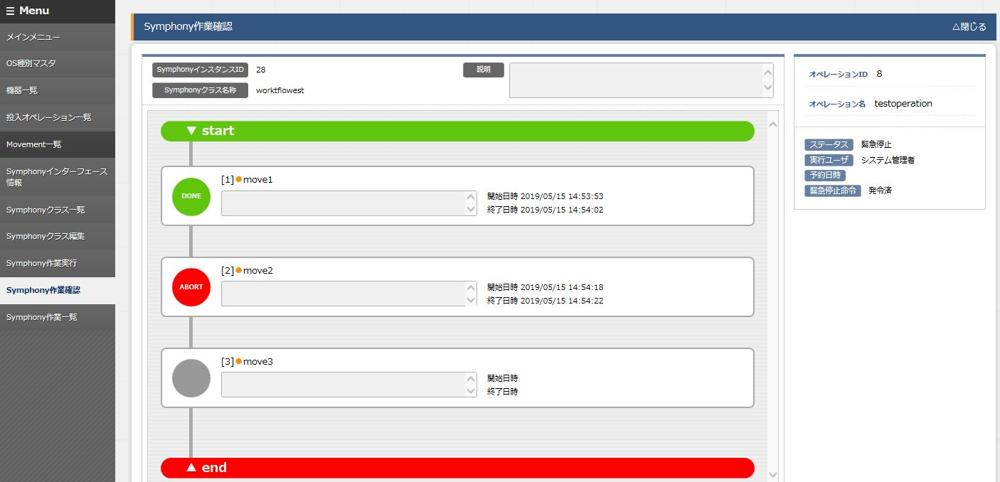 Menu
メインメニュー
OS種別マスタ
機器一覧
投入オペレーション一覧
Movement一覧
Symphonyインターフェース
情報
Symphonyクラス一覧
Symphonyクラス編集
Symphony作業実行
Symphony作業確認
Symphony作業一覧
Symphony作業確認
△閉じる
SymphonyインスタンスID 28
説明
Symphonyクラス名称 worktflowest
▼ start
[1] move1
DONE
開始日時 2019/05/15 14:53:53
終了日時 2019/05/15 14:54:02
[2] move2
ABORT
開始日時 2019/05/15 14:54:18
終了日時 2019/05/15 14:54:22
[3] move3
開始日時
終了日時
▲ end
オペレーションID 8
オペレーション名 testoperation
ステータス 緊急停止
実行ユーザ システム管理者
予約日時
緊急停止命令 発令済